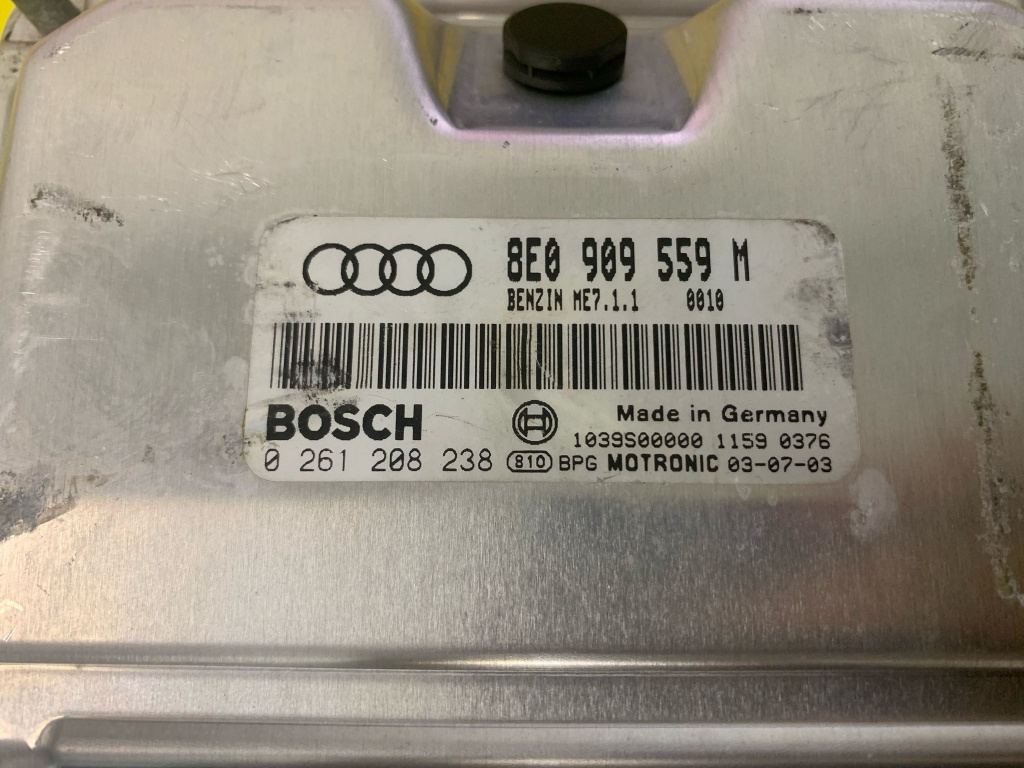 8E0 909 559 M
BENZIN ME7.1.1 0010
BOSCH
Made in Germany
1039S00000 1159 0376
0 261 208 238 810 BPG MOTRONIC 03-07-03